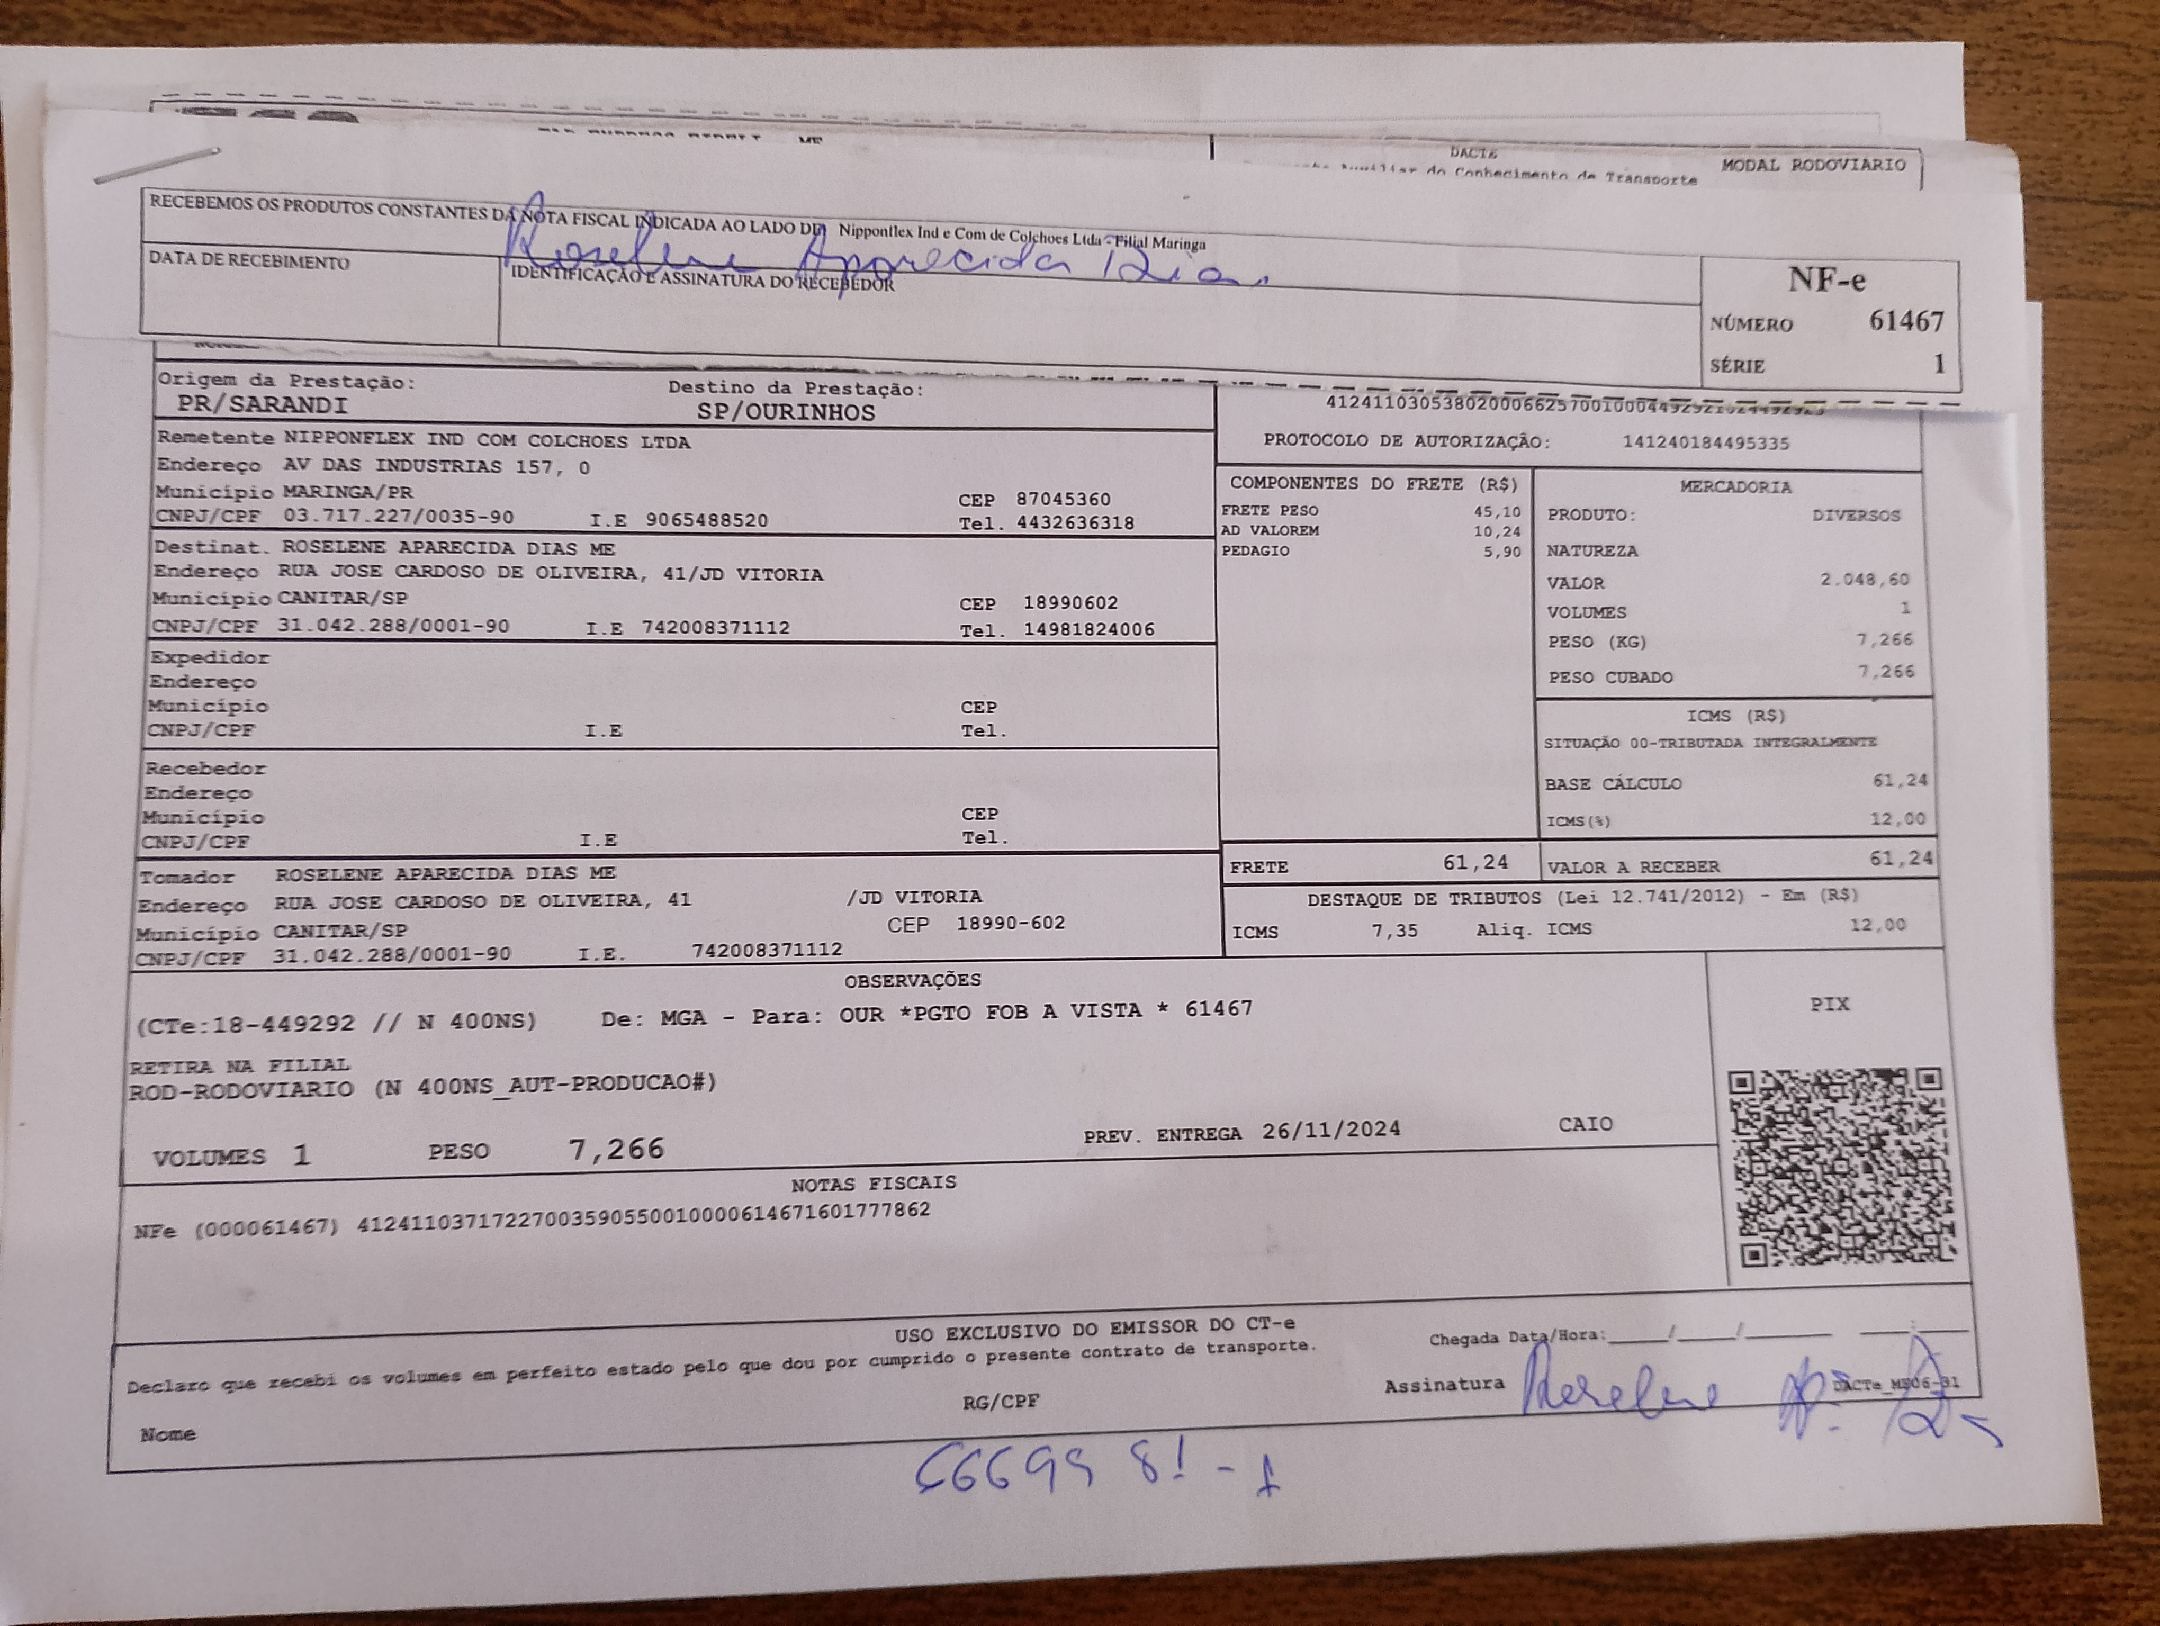 DACTE
do Conhecimento de Transporte
MODAL RODOVIARIO
RECEBEMOS OS PRODUTOS CONSTANTES DA NOTA FISCAL INDICADA AO LADO DE: Nipponflex Ind e Com de Colchoes Ltda - Filial Maringa
Roselene Aparecida Dias
DATA DE RECEBIMENTO
IDENTIFICAÇÃO E ASSINATURA DO RECEBEDOR
NF-e
NÚMERO 61467
SÉRIE 1
Origem da Prestação: Destino da Prestação:
PR/SARANDI SP/OURINHOS
Remetente NIPPONFLEX IND COM COLCHOES LTDA
Endereço AV DAS INDUSTRIAS 157, 0
Município MARINGA/PR CEP 87045360
CNPJ/CPF 03.717.227/0035-90 I.E 9065488520 Tel. 4432636318
Destinat. ROSELENE APARECIDA DIAS ME
Endereço RUA JOSE CARDOSO DE OLIVEIRA, 41/JD VITORIA
Município CANITAR/SP CEP 18990602
CNPJ/CPF 31.042.288/0001-90 I.E 742008371112 Tel. 14981824006
Expedidor
Endereço
Município CEP
CNPJ/CPF I.E Tel.
Recebedor
Endereço
Município CEP
CNPJ/CPF I.E Tel.
Tomador ROSELENE APARECIDA DIAS ME
Endereço RUA JOSE CARDOSO DE OLIVEIRA, 41 /JD VITORIA
Município CANITAR/SP CEP 18990-602
CNPJ/CPF 31.042.288/0001-90 I.E. 742008371112
PROTOCOLO DE AUTORIZAÇÃO: 141240184495335
COMPONENTES DO FRETE (R$)
FRETE PESO 45,10
AD VALOREM 10,24
PEDAGIO 5,90
MERCADORIA
PRODUTO: DIVERSOS
NATUREZA
VALOR 2.048,60
VOLUMES 1
PESO (KG) 7,266
PESO CUBADO 7,266
ICMS (R$)
SITUAÇÃO 00-TRIBUTADA INTEGRALMENTE
BASE CÁLCULO 61,24
ICMS(%) 12,00
FRETE 61,24 VALOR A RECEBER 61,24
DESTAQUE DE TRIBUTOS (Lei 12.741/2012) - Em (R$)
ICMS 7,35 Aliq. ICMS 12,00
OBSERVAÇÕES
(CTe:18-449292 // N 400NS) De: MGA - Para: OUR *PGTO FOB A VISTA * 61467
RETIRA NA FILIAL
ROD-RODOVIARIO (N 400NS_AUT-PRODUCAO#)
VOLUMES 1 PESO 7,266 PREV. ENTREGA 26/11/2024 CAIO
PIX
NOTAS FISCAIS
NFe (000061467) 41241103717227003590550010000614671601777862
USO EXCLUSIVO DO EMISSOR DO CT-e
Declaro que recebi os volumes em perfeito estado pelo que dou por cumprido o presente contrato de transporte.
Chegada Data/Hora:_____/_____/_______ ____:____
Nome RG/CPF Assinatura Roselene Ap. D